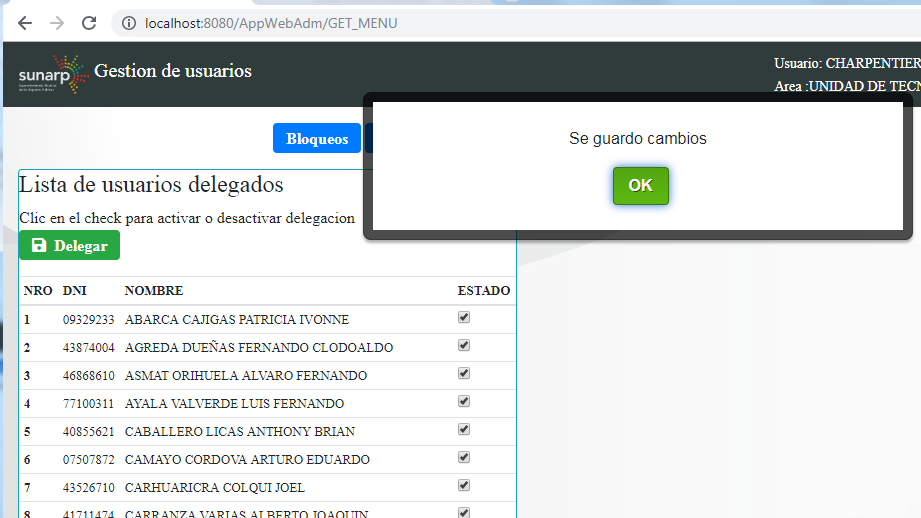 localhost:8080/AppWebAdm/GET_MENU
sunarp
Gestion de usuarios
Usuario: CHARPENTIER
Area :UNIDAD DE TECN
Bloqueos
Se guardo cambios
OK
Lista de usuarios delegados
Clic en el check para activar o desactivar delegacion
Delegar
NRO DNI NOMBRE ESTADO
1 09329233 ABARCA CAJIGAS PATRICIA IVONNE
2 43874004 AGREDA DUEÑAS FERNANDO CLODOALDO
3 46868610 ASMAT ORIHUELA ALVARO FERNANDO
4 77100311 AYALA VALVERDE LUIS FERNANDO
5 40855621 CABALLERO LICAS ANTHONY BRIAN
6 07507872 CAMAYO CORDOVA ARTURO EDUARDO
7 43526710 CARHUARICRA COLQUI JOEL
8 41711474 CARRANZA VARIAS ALBERTO JOAQUIN